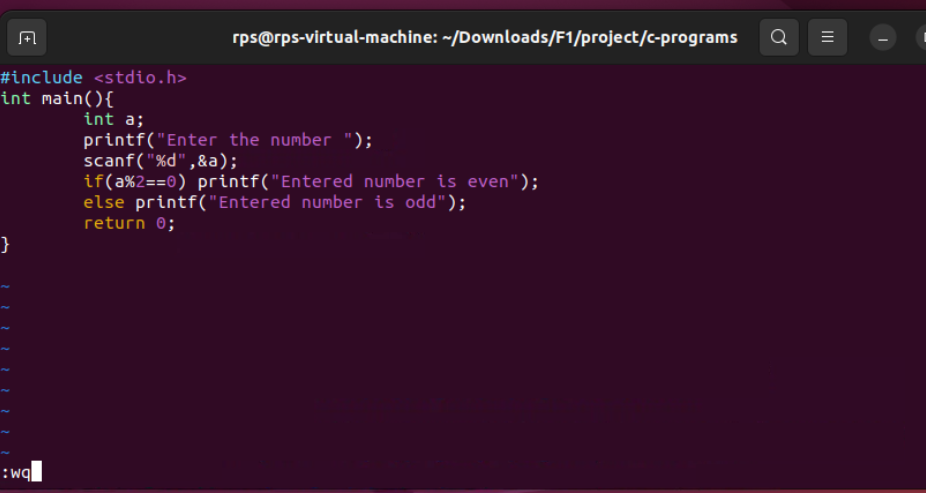 rps@rps-virtual-machine: ~/Downloads/F1/project/c-programs
#include <stdio.h>
int main(){
        int a;
        printf("Enter the number ");
        scanf("%d",&a);
        if(a%2==0) printf("Entered number is even");
        else printf("Entered number is odd");
        return 0;
}
~
~
~
~
~
~
~
~
~
:wq